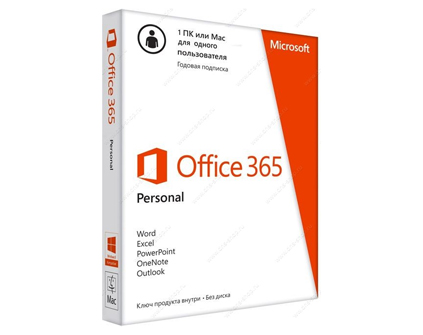 1 ПК или Mac
для одного
пользователя
Годовая подписка
Microsoft
Office 365
Personal
Word
Excel
PowerPoint
OneNote
Outlook
Ключ продукта внутри • Без диска
Office 365
Personal
Mac